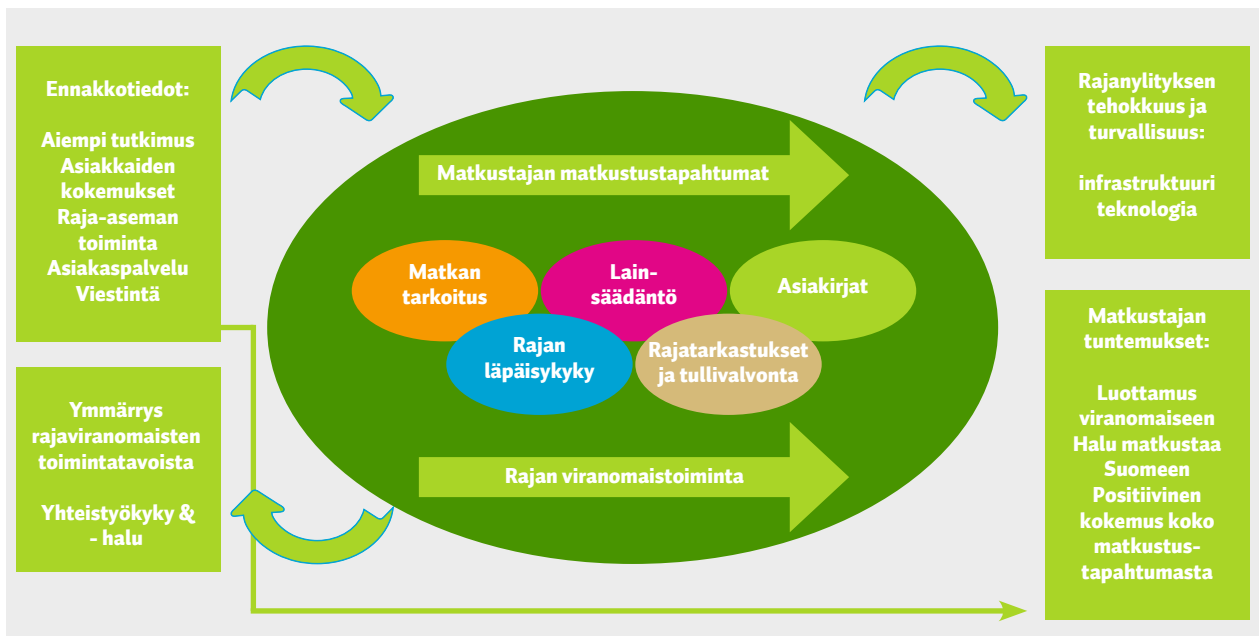 Ennakkotiedot:
Aiempi tutkimus
Asiakkaiden
kokemukset
Raja-aseman
toiminta
Asiakaspalvelu
Viestintä
Ymmärrys
rajaviranomaisten
toimintatavoista
Yhteistyökyky &
- halu
Matkustajan matkustustapahtumat
Matkan
tarkoitus
Lain-
säädäntö
Asiakirjat
Rajan
läpäisykyky
Rajatarkastukset
ja tullivalvonta
Rajan viranomaistoiminta
Rajanylityksen
tehokkuus ja
turvallisuus:
infrastruktuuri
teknologia
Matkustajan
tuntemukset:
Luottamus
viranomaiseen
Halu matkustaa
Suomeen
Positiivinen
kokemus koko
matkustus-
tapahtumasta